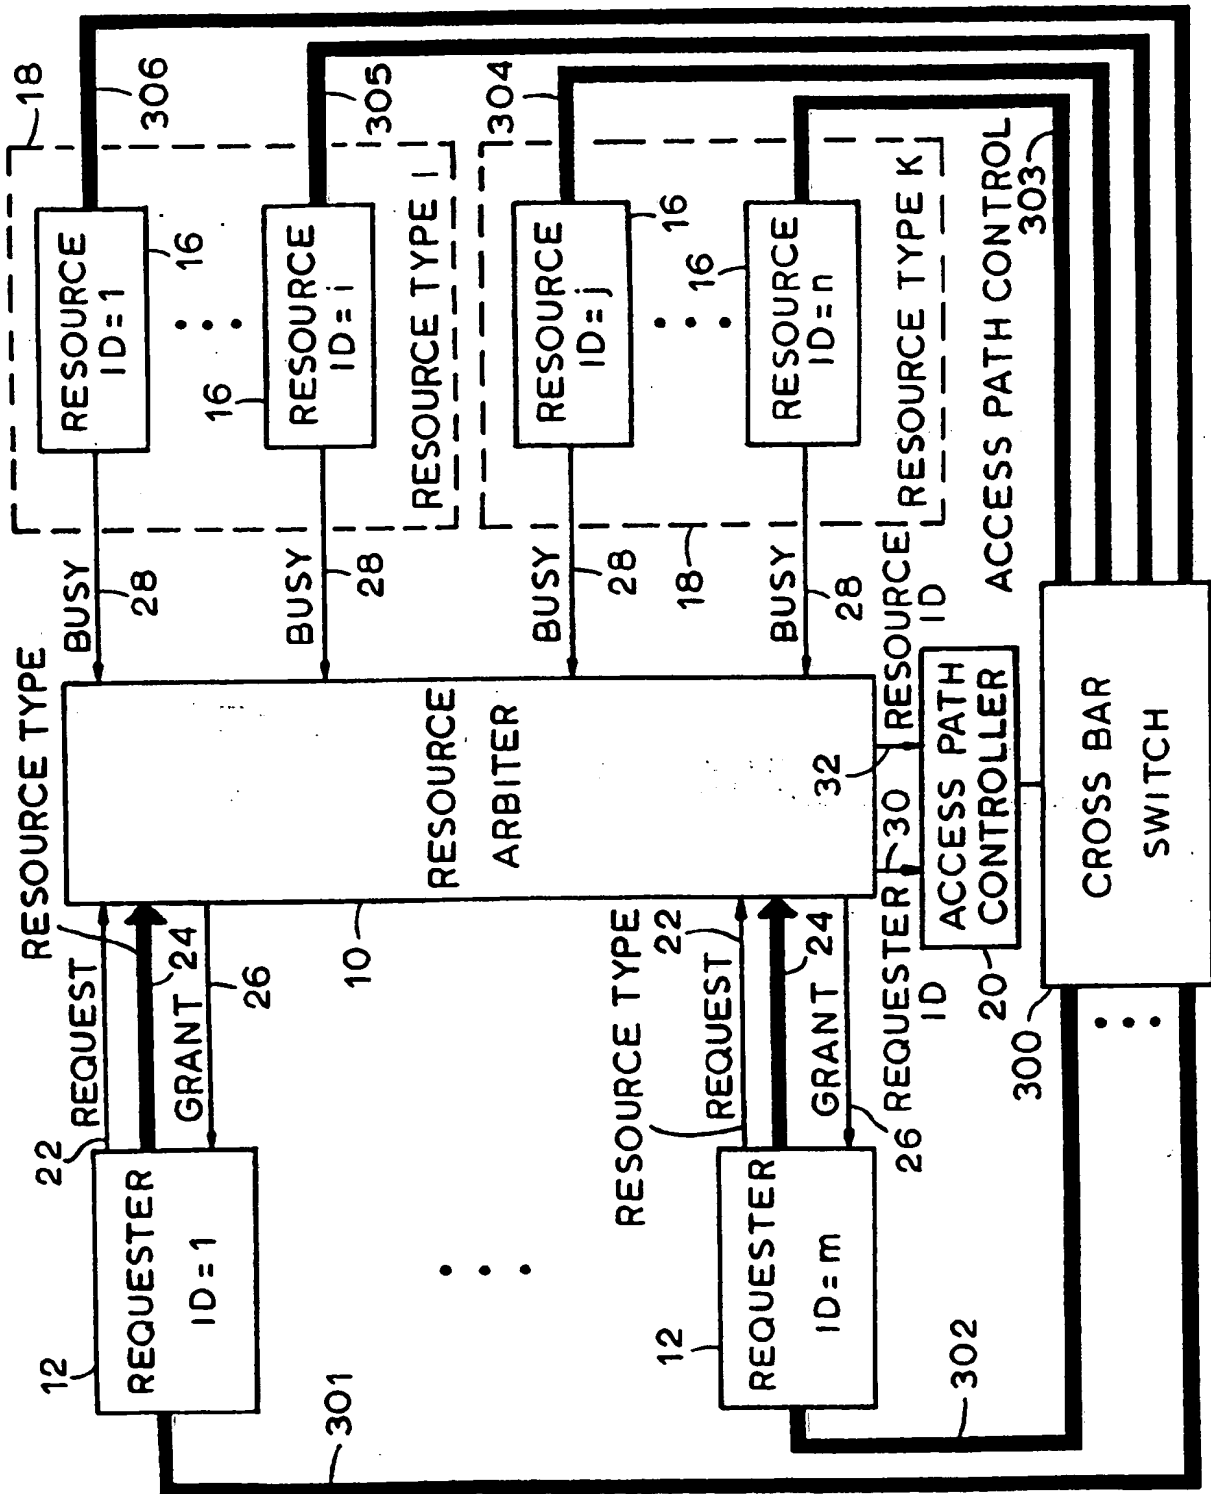 18
306
305
304
303
RESOURCE
ID=1
16
16
RESOURCE
ID=i
RESOURCE TYPE 1
RESOURCE
ID=j
16
16
RESOURCE
ID=n
RESOURCE TYPE K
18
ACCESS PATH CONTROL
BUSY
28
BUSY
28
BUSY
28
BUSY
28
RESOURCE TYPE
RESOURCE
ARBITER
10
RESOURCE
ID
32
REQUESTER
ID
30
ACCESS PATH
CONTROLLER
20
CROSS BAR
SWITCH
300
22
REQUEST
24
GRANT
26
REQUESTER
ID=1
12
301
RESOURCE TYPE
22
REQUEST
24
GRANT
26
REQUESTER
ID=m
12
302